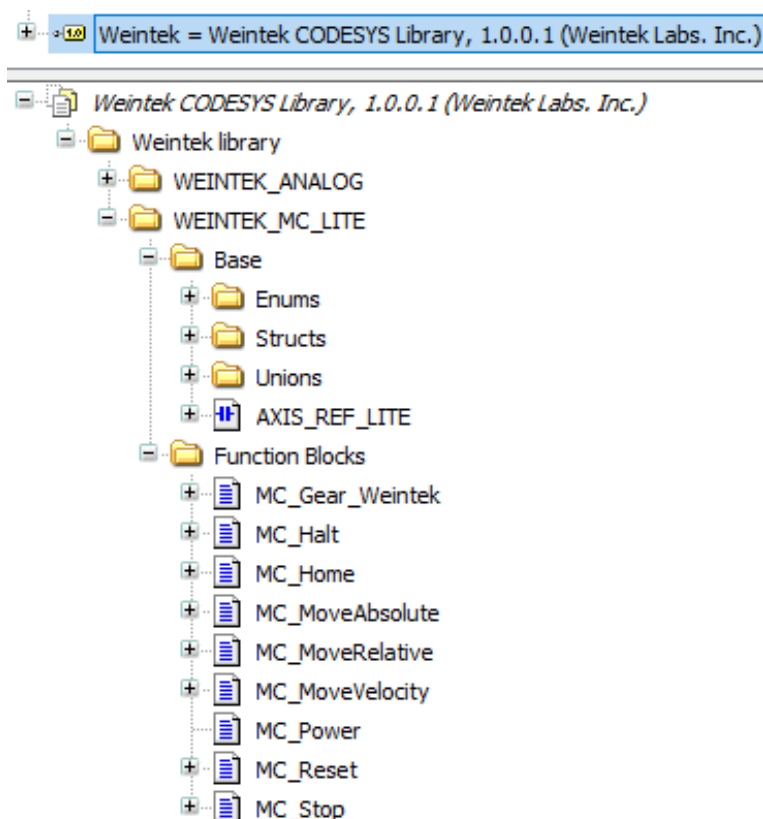 1.0 Weintek = Weintek CODESYS Library, 1.0.0.1 (Weintek Labs. Inc.)
Weintek CODESYS Library, 1.0.0.1 (Weintek Labs. Inc.)
Weintek library
WEINTEK_ANALOG
WEINTEK_MC_LITE
Base
Enums
Structs
Unions
AXIS_REF_LITE
Function Blocks
MC_Gear_Weintek
MC_Halt
MC_Home
MC_MoveAbsolute
MC_MoveRelative
MC_MoveVelocity
MC_Power
MC_Reset
MC_Stop